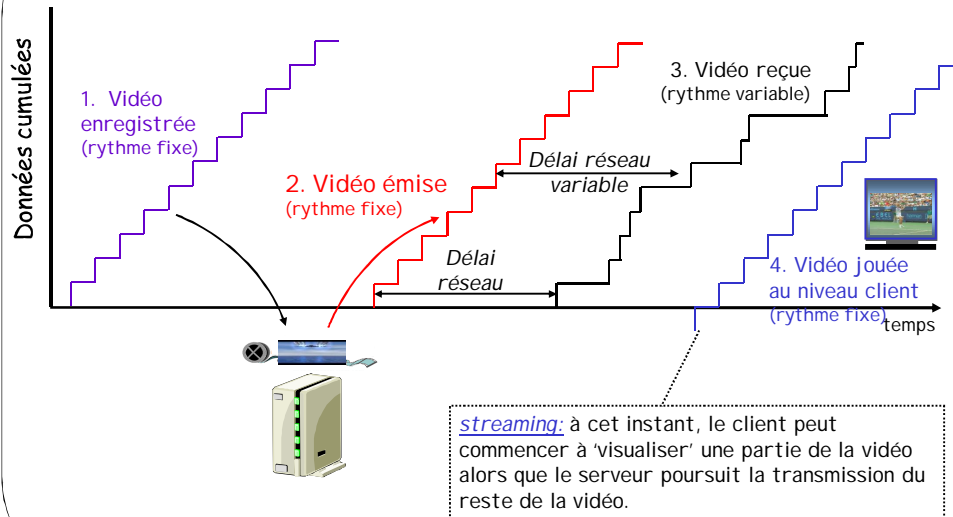 Données cumulées
1. Vidéo
enregistrée
(rythme fixe)
2. Vidéo émise
(rythme fixe)
Délai réseau
variable
Délai
réseau
3. Vidéo reçue
(rythme variable)
4. Vidéo jouée
au niveau client
(rythme fixe)
temps
streaming: à cet instant, le client peut
commencer à ‘visualiser’ une partie de la vidéo
alors que le serveur poursuit la transmission du
reste de la vidéo.